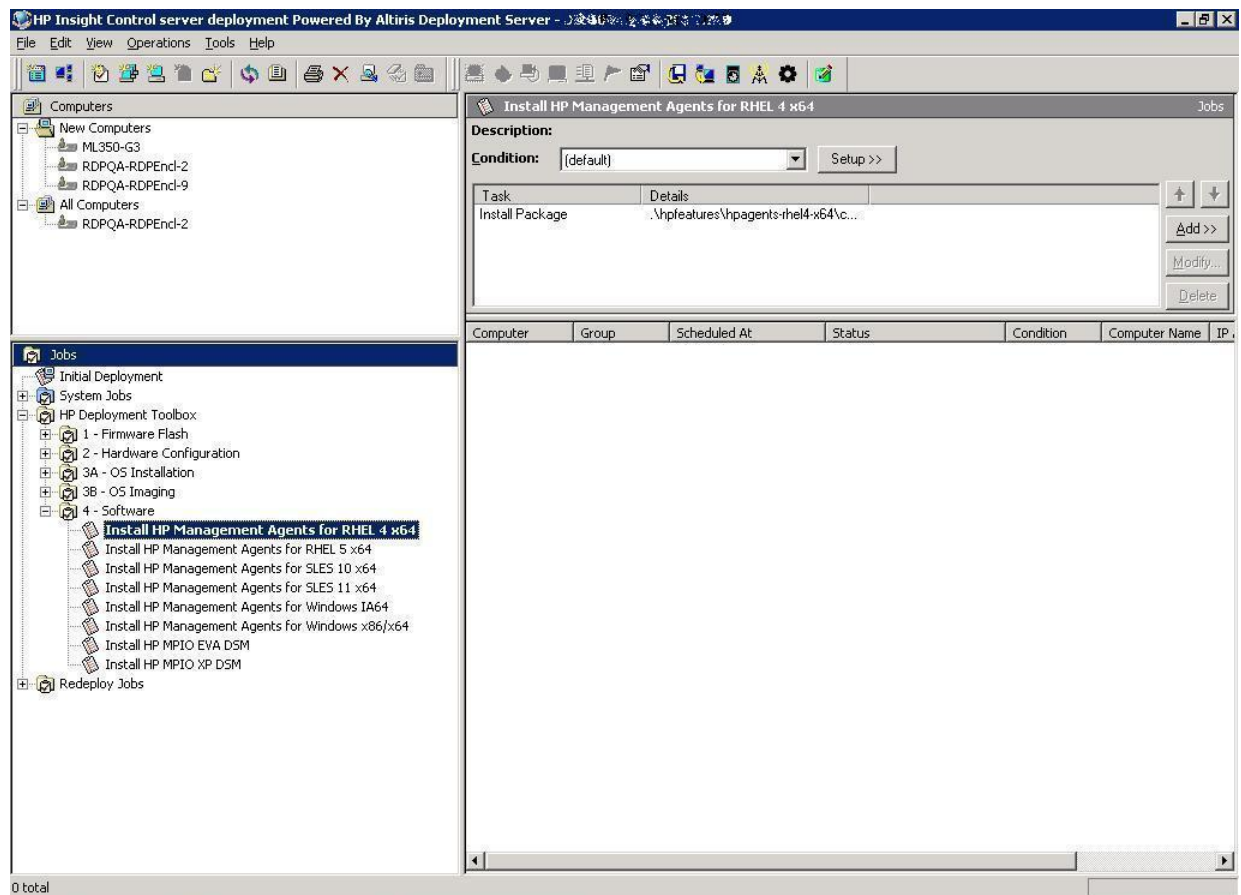 HP Insight Control server deployment Powered By Altiris Deployment Server -
File Edit View Operations Tools Help
Computers
New Computers
ML350-G3
RDPQA-RDPEncl-2
RDPQA-RDPEncl-9
All Computers
RDPQA-RDPEncl-2
Jobs
Initial Deployment
System Jobs
HP Deployment Toolbox
1 - Firmware Flash
2 - Hardware Configuration
3A - OS Installation
3B - OS Imaging
4 - Software
Install HP Management Agents for RHEL 4 x64
Install HP Management Agents for RHEL 5 x64
Install HP Management Agents for SLES 10 x64
Install HP Management Agents for SLES 11 x64
Install HP Management Agents for Windows IA64
Install HP Management Agents for Windows x86/x64
Install HP MPIO EVA DSM
Install HP MPIO XP DSM
Redeploy Jobs
Install HP Management Agents for RHEL 4 x64 Jobs
Description:
Condition: (default) Setup >>
Task Details
Install Package .\hpfeatures\hpagents-rhel4-x64\c...
Add >>
Modify...
Delete
Computer Group Scheduled At Status Condition Computer Name IP
0 total